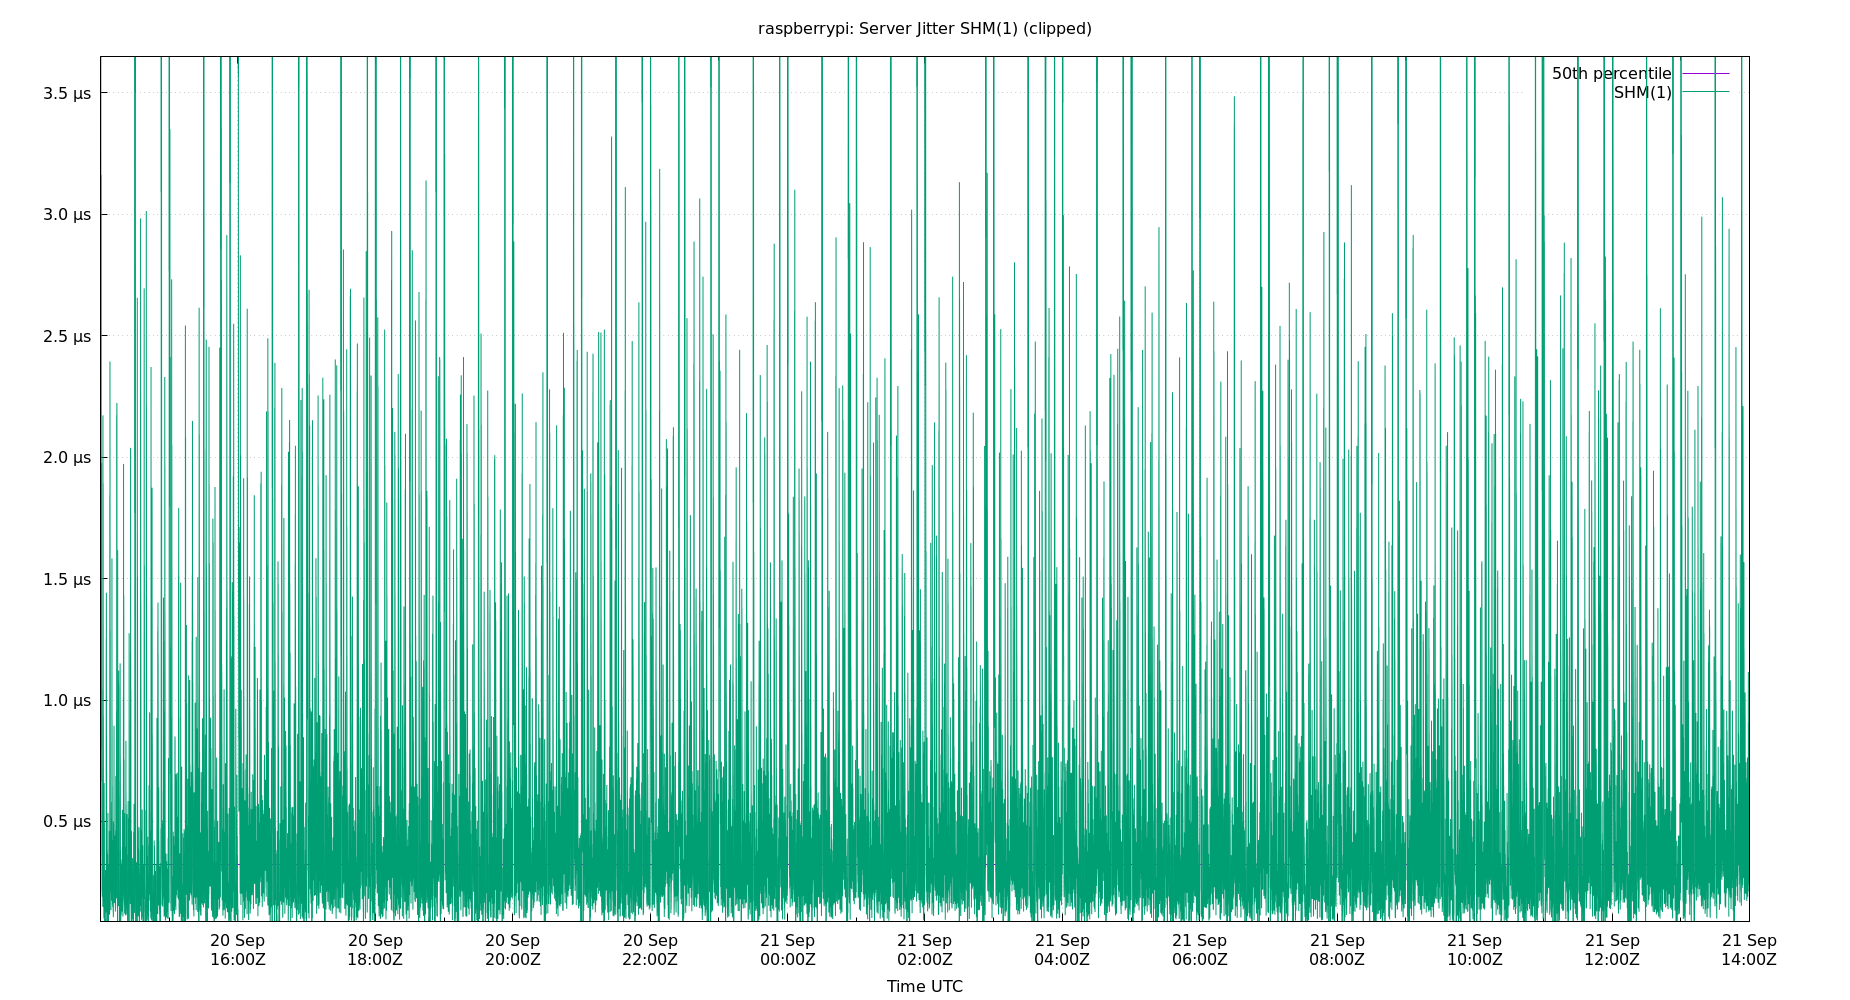 raspberrypi: Server Jitter SHM(1) (clipped)
50th percentile
SHM(1)
3.5 µs
3.0 µs
2.5 µs
2.0 µs
1.5 µs
1.0 µs
0.5 µs
20 Sep 20 Sep 20 Sep 20 Sep 21 Sep 21 Sep 21 Sep 21 Sep 21 Sep 21 Sep 21 Sep 21 Sep
16:00Z 18:00Z 20:00Z 22:00Z 00:00Z 02:00Z 04:00Z 06:00Z 08:00Z 10:00Z 12:00Z 14:00Z
Time UTC